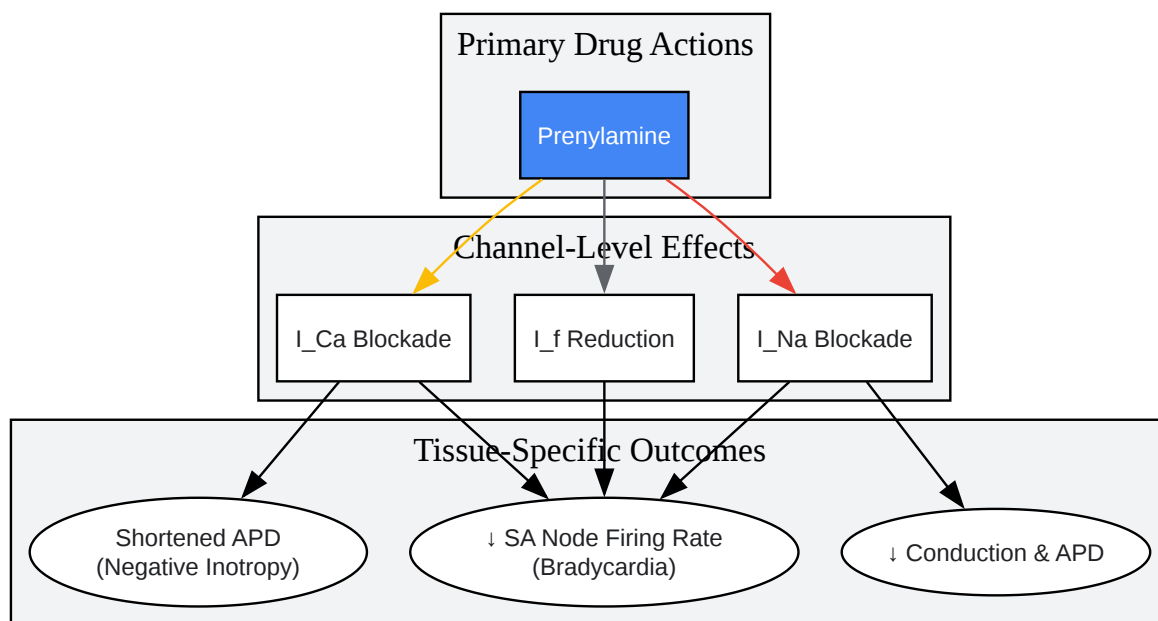 Primary Drug Actions
Prenylamine
Channel-Level Effects
I_Ca Blockade
I_f Reduction
I_Na Blockade
Tissue-Specific Outcomes
Shortened APD
(Negative Inotropy)
↓ SA Node Firing Rate
(Bradycardia)
↓ Conduction & APD